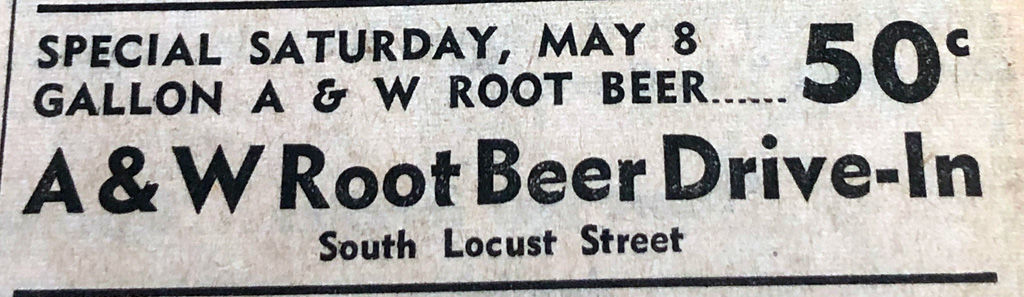 SPECIAL SATURDAY, MAY 8
GALLON A & W ROOT BEER...... 50c
A & W Root Beer Drive-In
South Locust Street